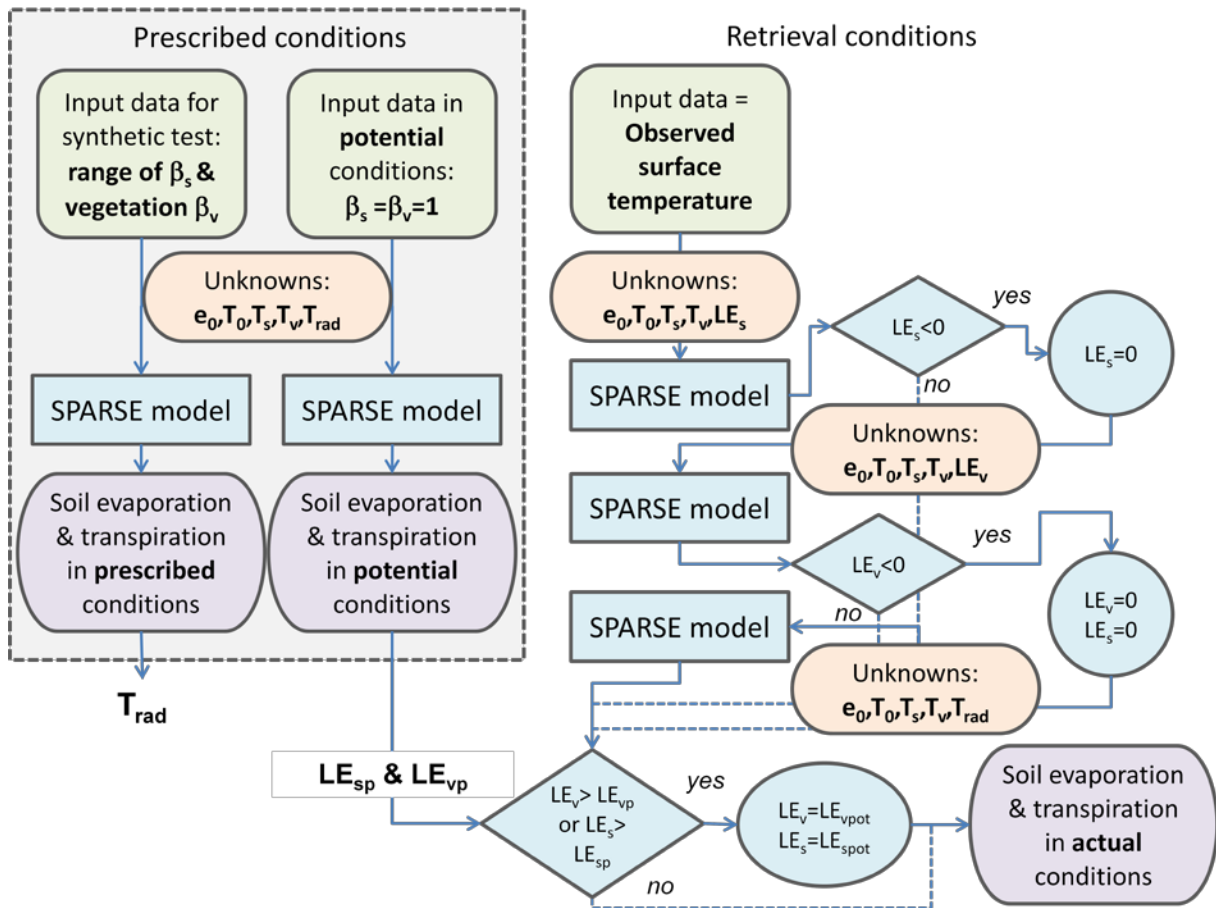 Prescribed conditions
Input data for
synthetic test:
range of βs &
vegetation βv
Input data in
potential
conditions:
βs =βv=1
Unknowns:
e0,T0,Ts,Tv,Trad
SPARSE model
SPARSE model
Soil evaporation
& transpiration
in prescribed
conditions
Soil evaporation
& transpiration
in potential
conditions
Trad
LEsp & LEvp
Retrieval conditions
Input data =
Observed
surface
temperature
Unknowns:
e0,T0,Ts,Tv,LEs
SPARSE model
LEs<0
yes
LEs=0
no
Unknowns:
e0,T0,Ts,Tv,LEv
SPARSE model
LEv<0
yes
LEv=0
LEs=0
no
SPARSE model
Unknowns:
e0,T0,Ts,Tv,Trad
LEv> LEvp
or LEs>
LEsp
yes
LEv=LEvpot
LEs=LEspot
no
Soil evaporation
& transpiration
in actual
conditions